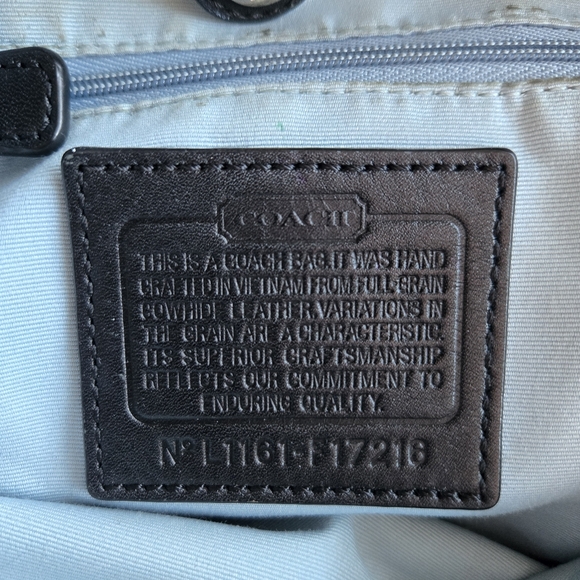 COACH
THIS IS A COACH BAG. IT WAS HAND
CRAFTED IN VIETNAM FROM FULL GRAIN
COWHIDE LEATHER VARIATIONS IN
THE GRAIN ARE A CHARACTERISTIC.
ITS SUPERIOR CRAFTSMANSHIP
REFLECTS OUR COMMITMENT TO
ENDURING QUALITY.
Nº L1161-F17216